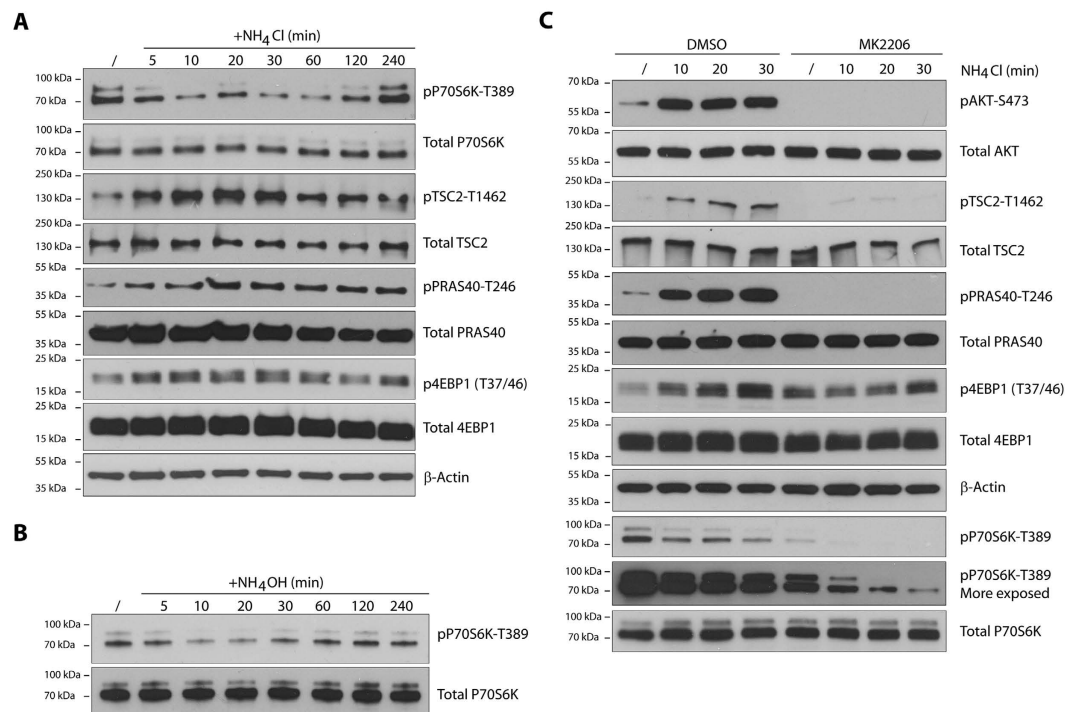 A
+NH4Cl (min)
/ 5 10 20 30 60 120 240
100 kDa
70 kDa
pP70S6K-T389
100 kDa
70 kDa
Total P70S6K
250 kDa
130 kDa
pTSC2-T1462
250 kDa
130 kDa
Total TSC2
55 kDa
35 kDa
pPRAS40-T246
55 kDa
35 kDa
Total PRAS40
25 kDa
15 kDa
p4EBP1 (T37/46)
25 kDa
15 kDa
Total 4EBP1
55 kDa
35 kDa
β-Actin
B
+NH4OH (min)
/ 5 10 20 30 60 120 240
100 kDa
70 kDa
pP70S6K-T389
100 kDa
70 kDa
Total P70S6K
C
DMSO MK2206
/ 10 20 30 / 10 20 30 NH4Cl (min)
70 kDa
55 kDa
pAKT-S473
70 kDa
55 kDa
Total AKT
250 kDa
130 kDa
pTSC2-T1462
250 kDa
130 kDa
Total TSC2
55 kDa
35 kDa
pPRAS40-T246
55 kDa
35 kDa
Total PRAS40
25 kDa
15 kDa
p4EBP1 (T37/46)
25 kDa
15 kDa
Total 4EBP1
55 kDa
35 kDa
β-Actin
100 kDa
70 kDa
pP70S6K-T389
100 kDa
70 kDa
pP70S6K-T389
More exposed
100 kDa
70 kDa
Total P70S6K